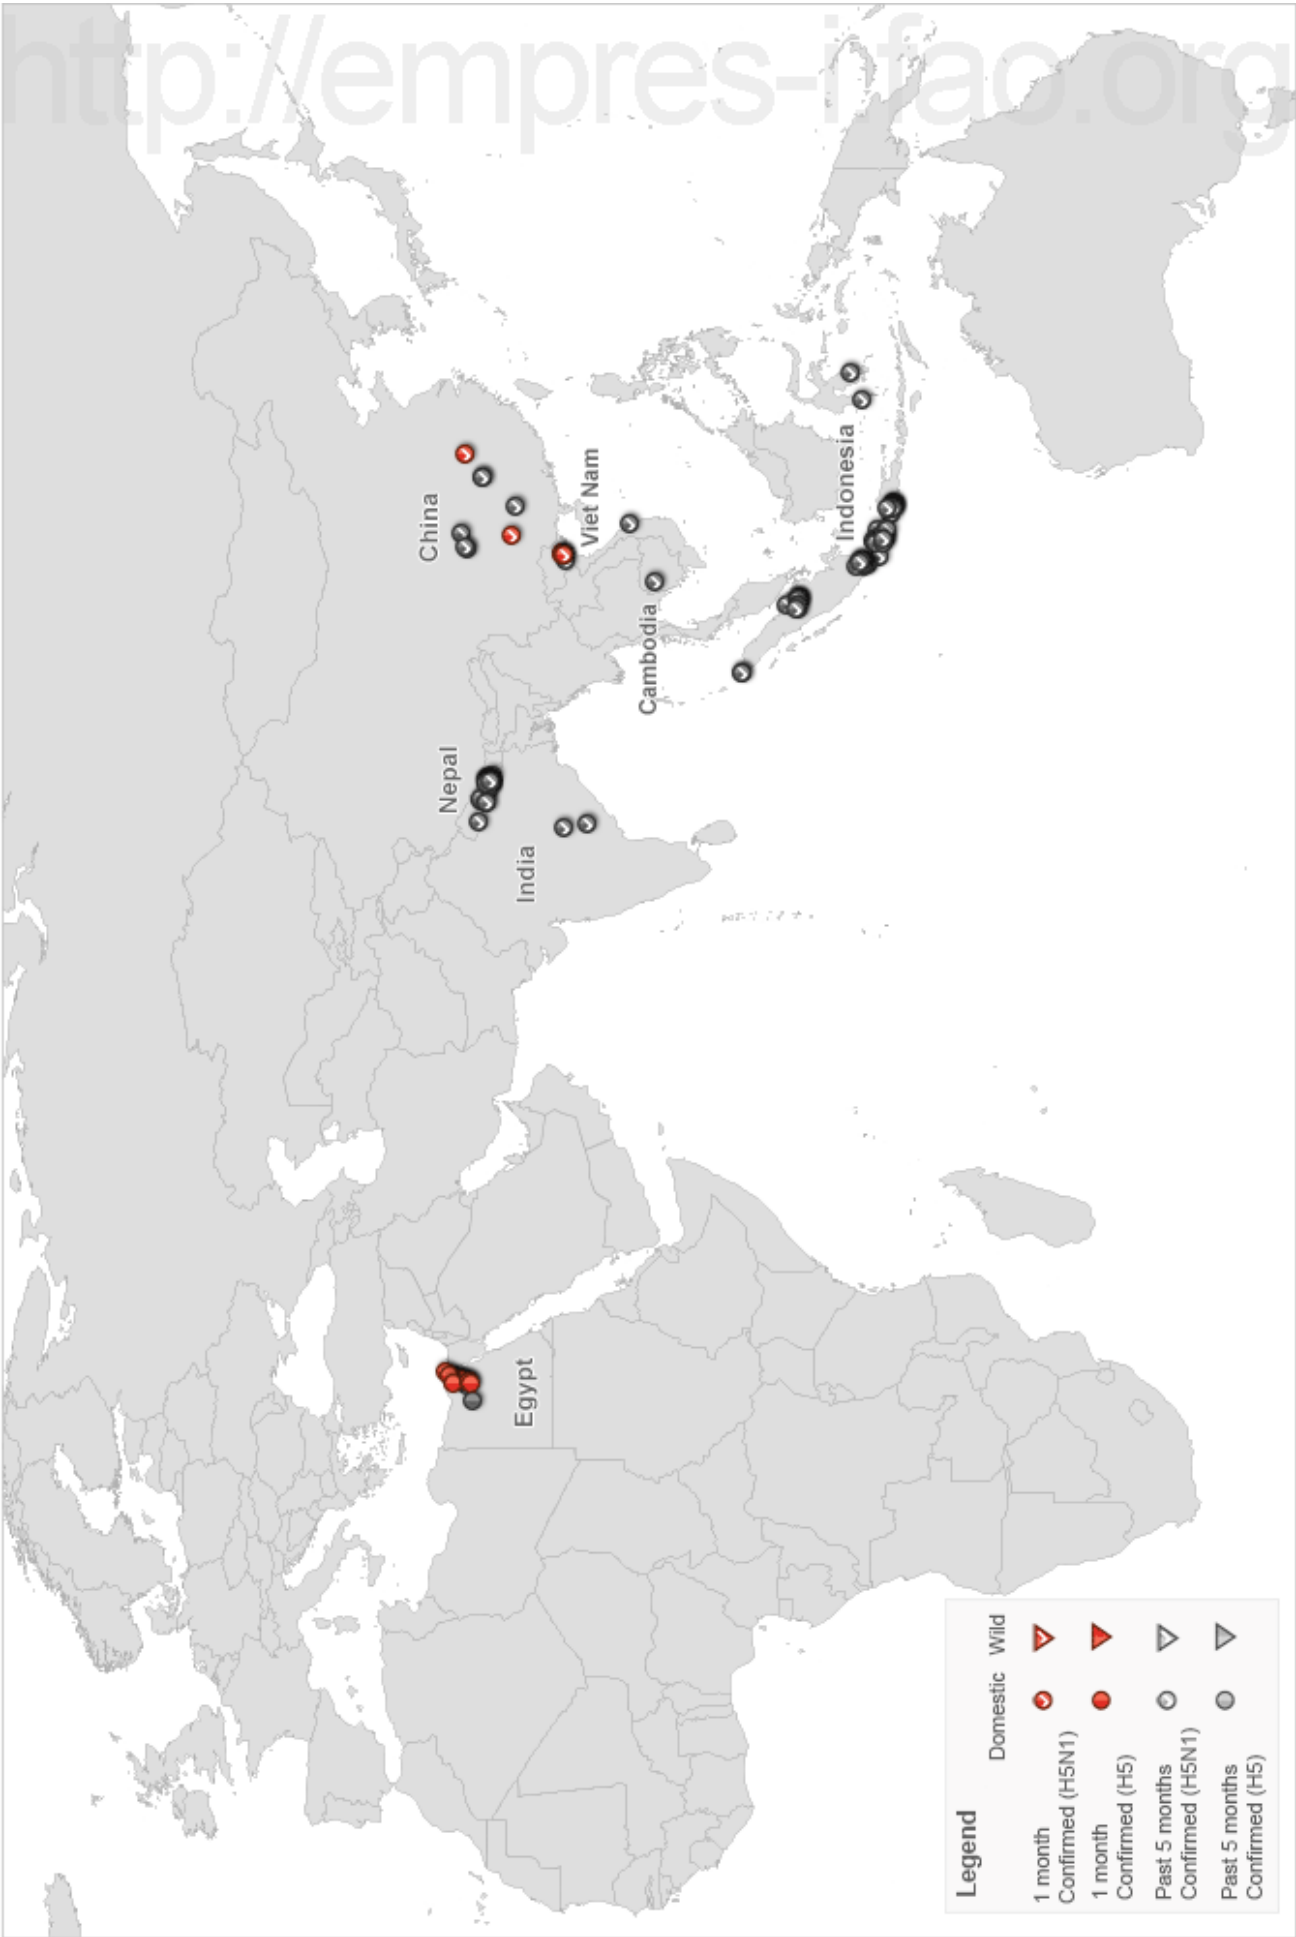 http://empres-i.fao.org
China
Viet Nam
Nepal
Cambodia
India
Indonesia
Egypt
Legend
Domestic Wild
1 month
Confirmed (H5N1)
1 month
Confirmed (H5)
Past 5 months
Confirmed (H5N1)
Past 5 months
Confirmed (H5)